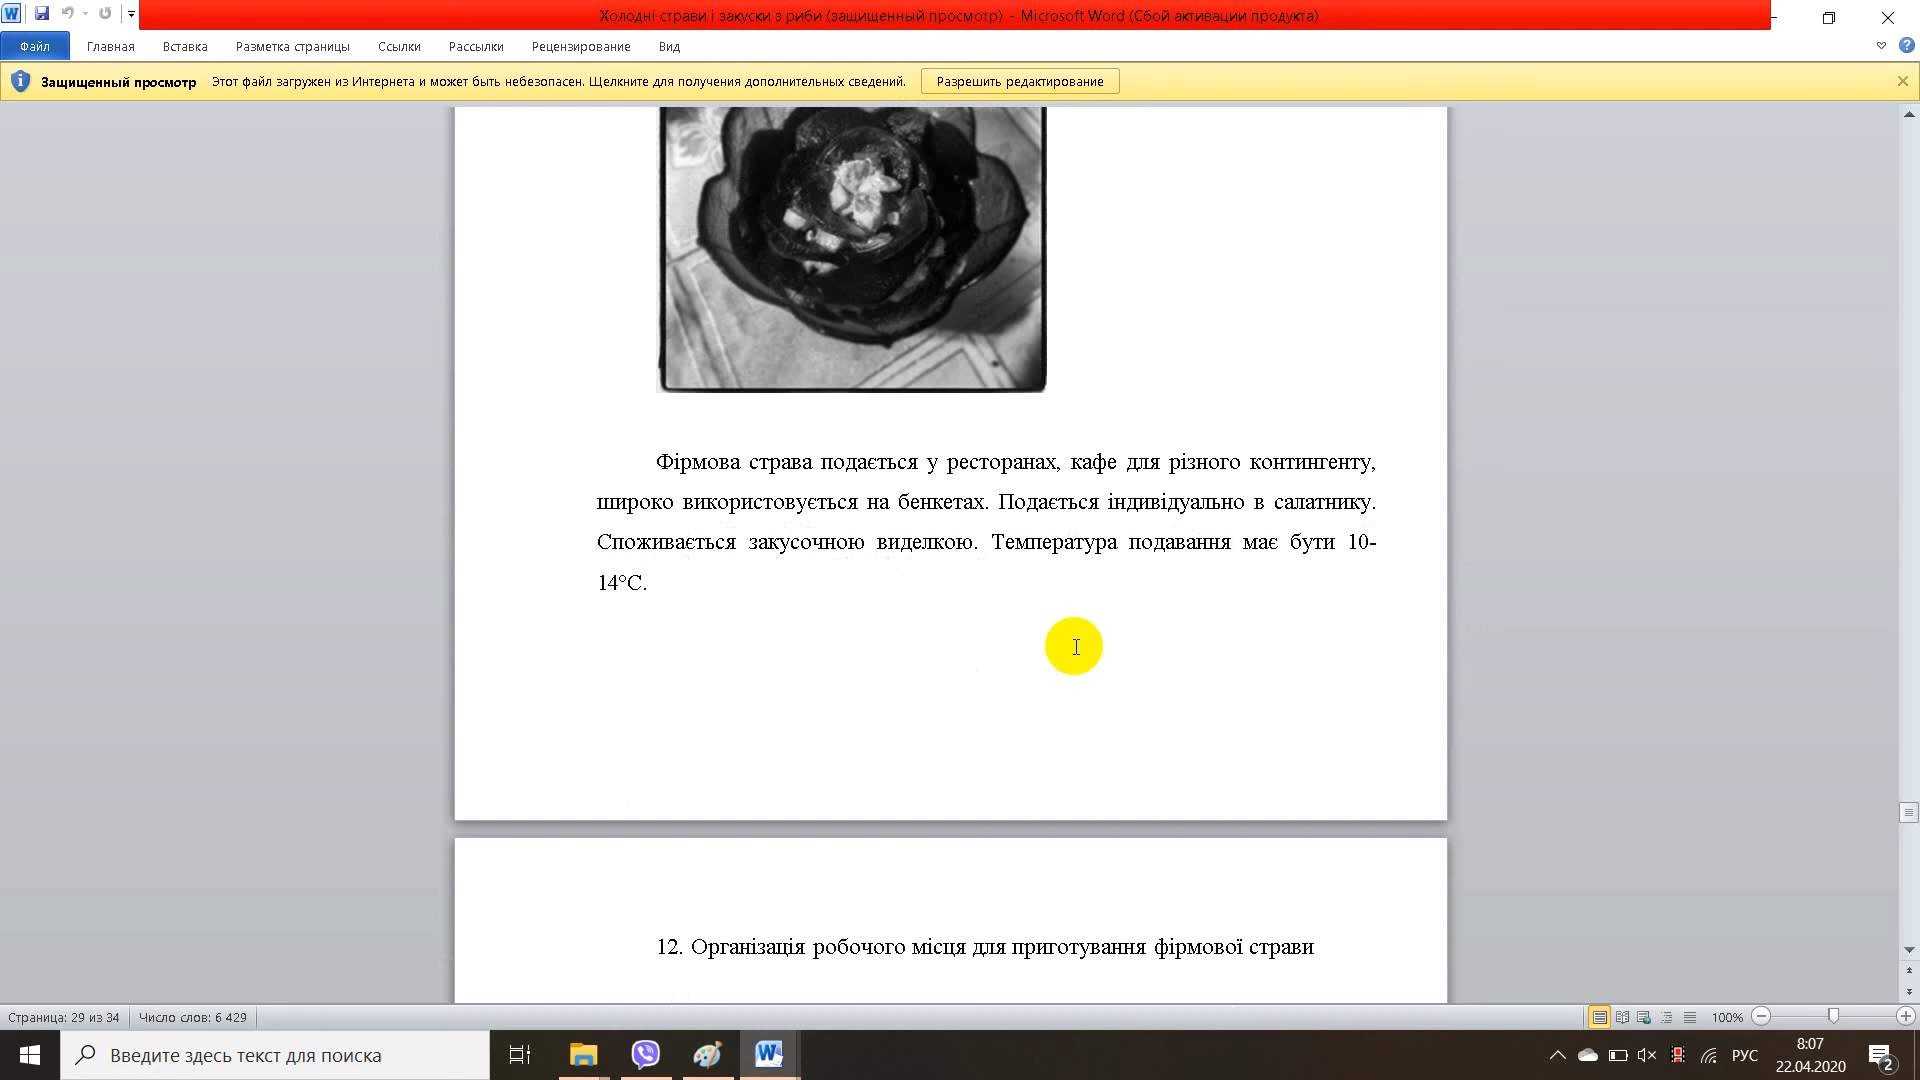 Холодні страви і закуски з риби (защищенный просмотр) - Microsoft Word (Сбой активации продукта)
Файл Главная Вставка Разметка страницы Ссылки Рассылки Рецензирование Вид
Защищенный просмотр Этот файл загружен из Интернета и может быть небезопасен. Щелкните для получения дополнительных сведений. Разрешить редактирование
Фірмова страва подається у ресторанах, кафе для різного контингенту,
широко використовується на бенкетах. Подається індивідуально в салатнику.
Споживається закусочною виделкою. Температура подавання має бути 10-
14°С.
12. Організація робочого місця для приготування фірмової страви
Страница: 29 из 34 Число слов: 6 429 100%
Введите здесь текст для поиска
РУС
8:07
22.04.2020
2